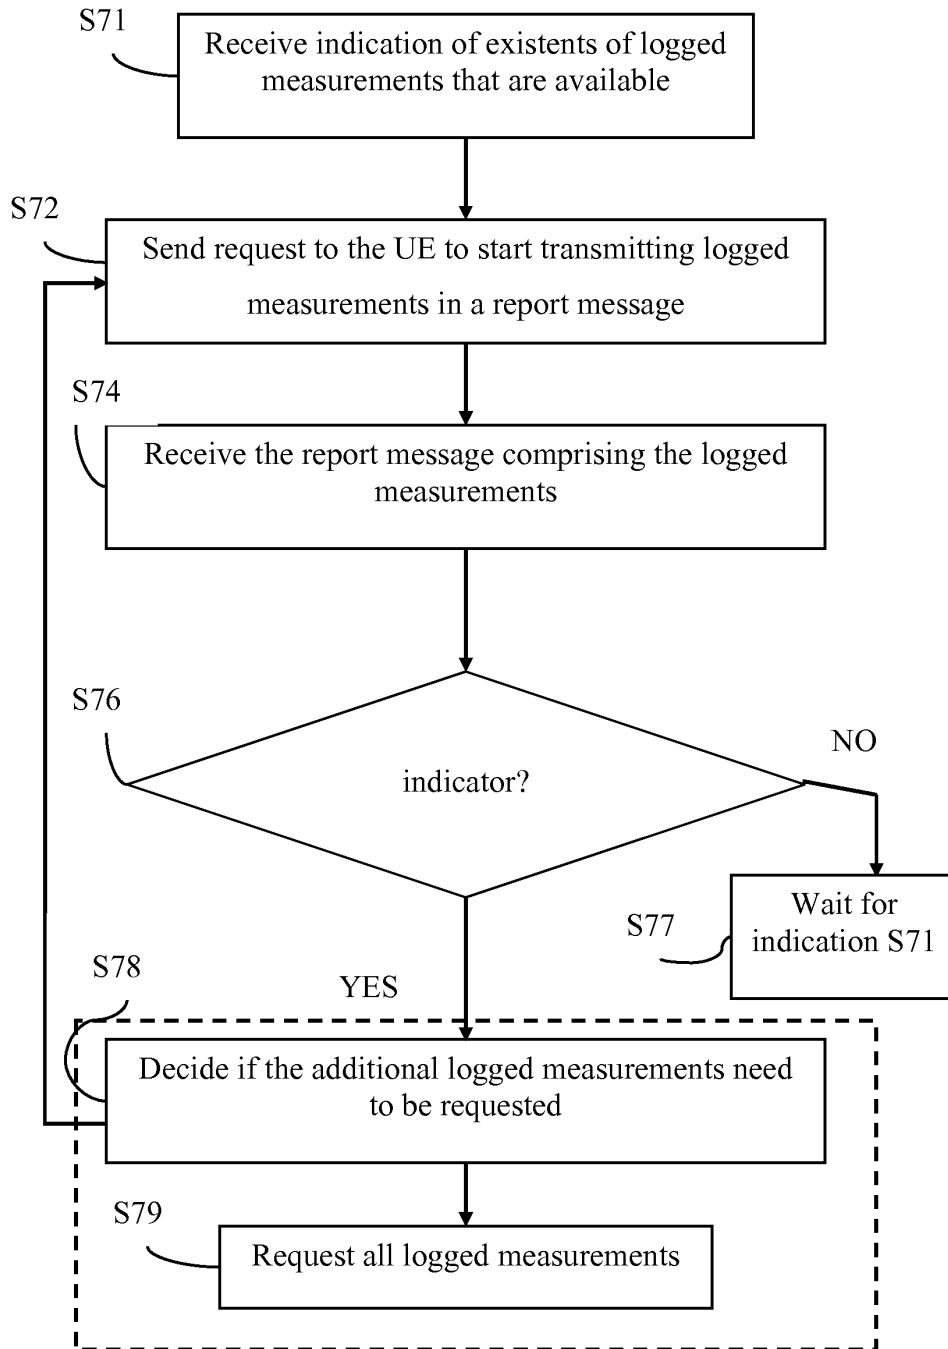 S71
Receive indication of existents of logged
measurements that are available
S72
Send request to the UE to start transmitting logged
measurements in a report message
S74
Receive the report message comprising the logged
measurements
S76
indicator?
NO
S77
Wait for
indication S71
YES
S78
Decide if the additional logged measurements need
to be requested
S79
Request all logged measurements